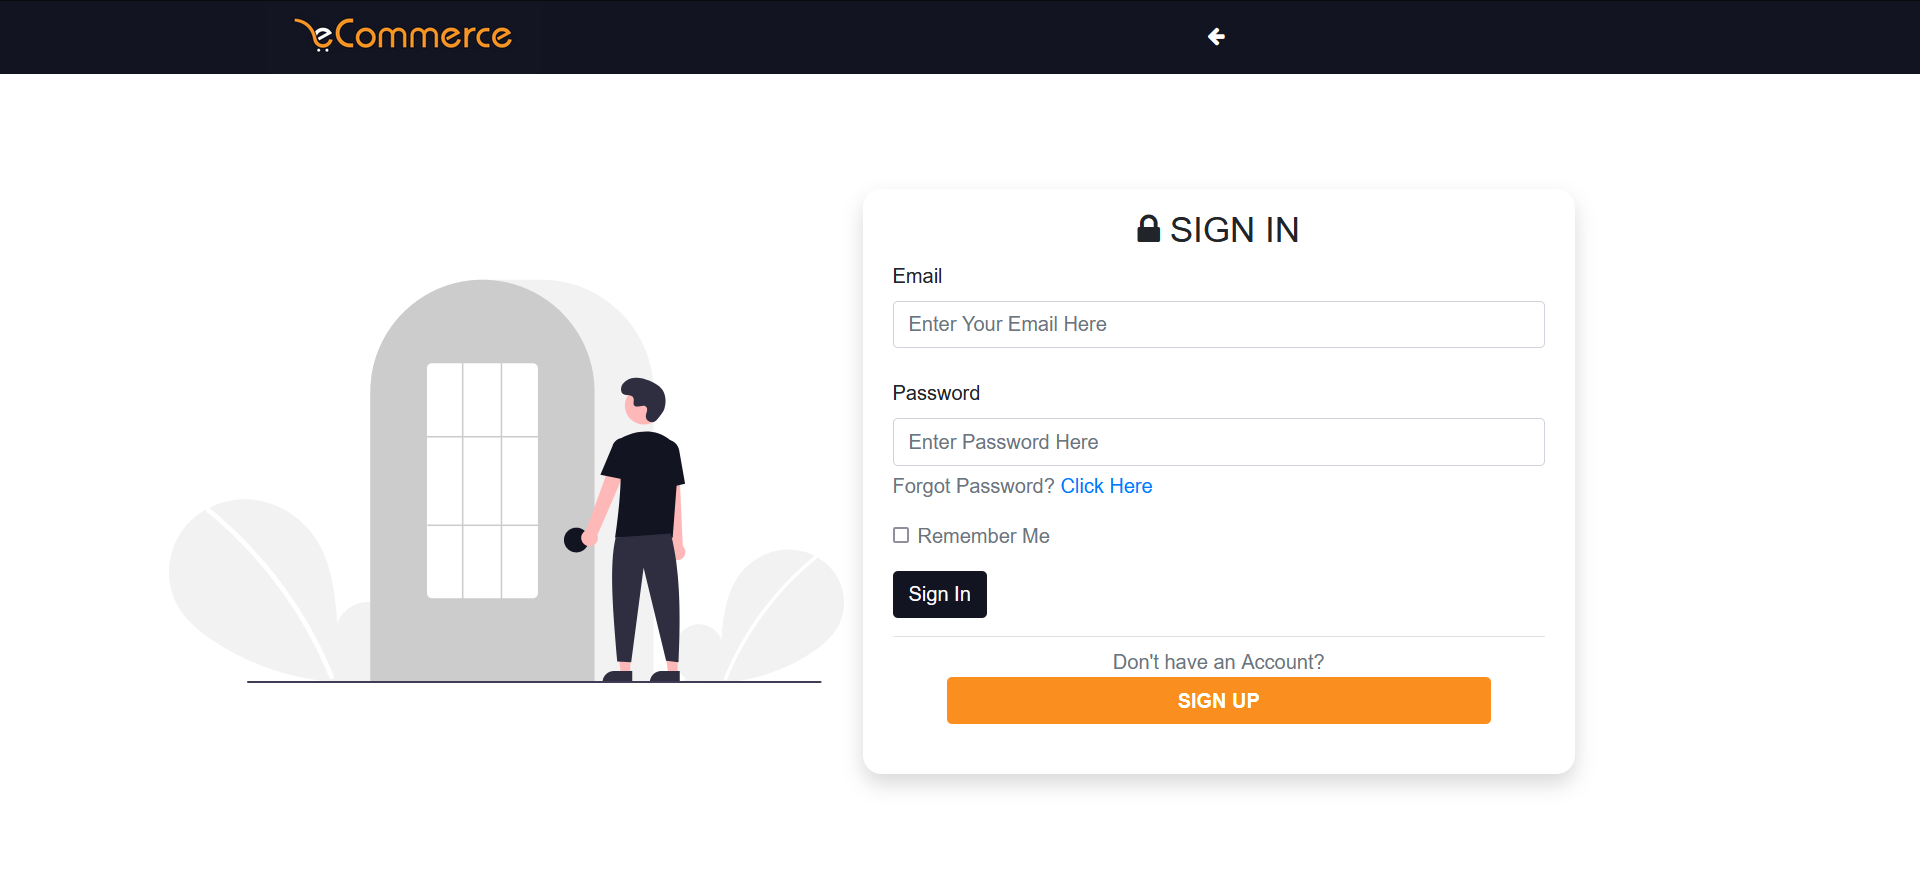 eCommerce
SIGN IN
Email
Enter Your Email Here
Password
Enter Password Here
Forgot Password? Click Here
Remember Me
Sign In
Don't have an Account?
SIGN UP